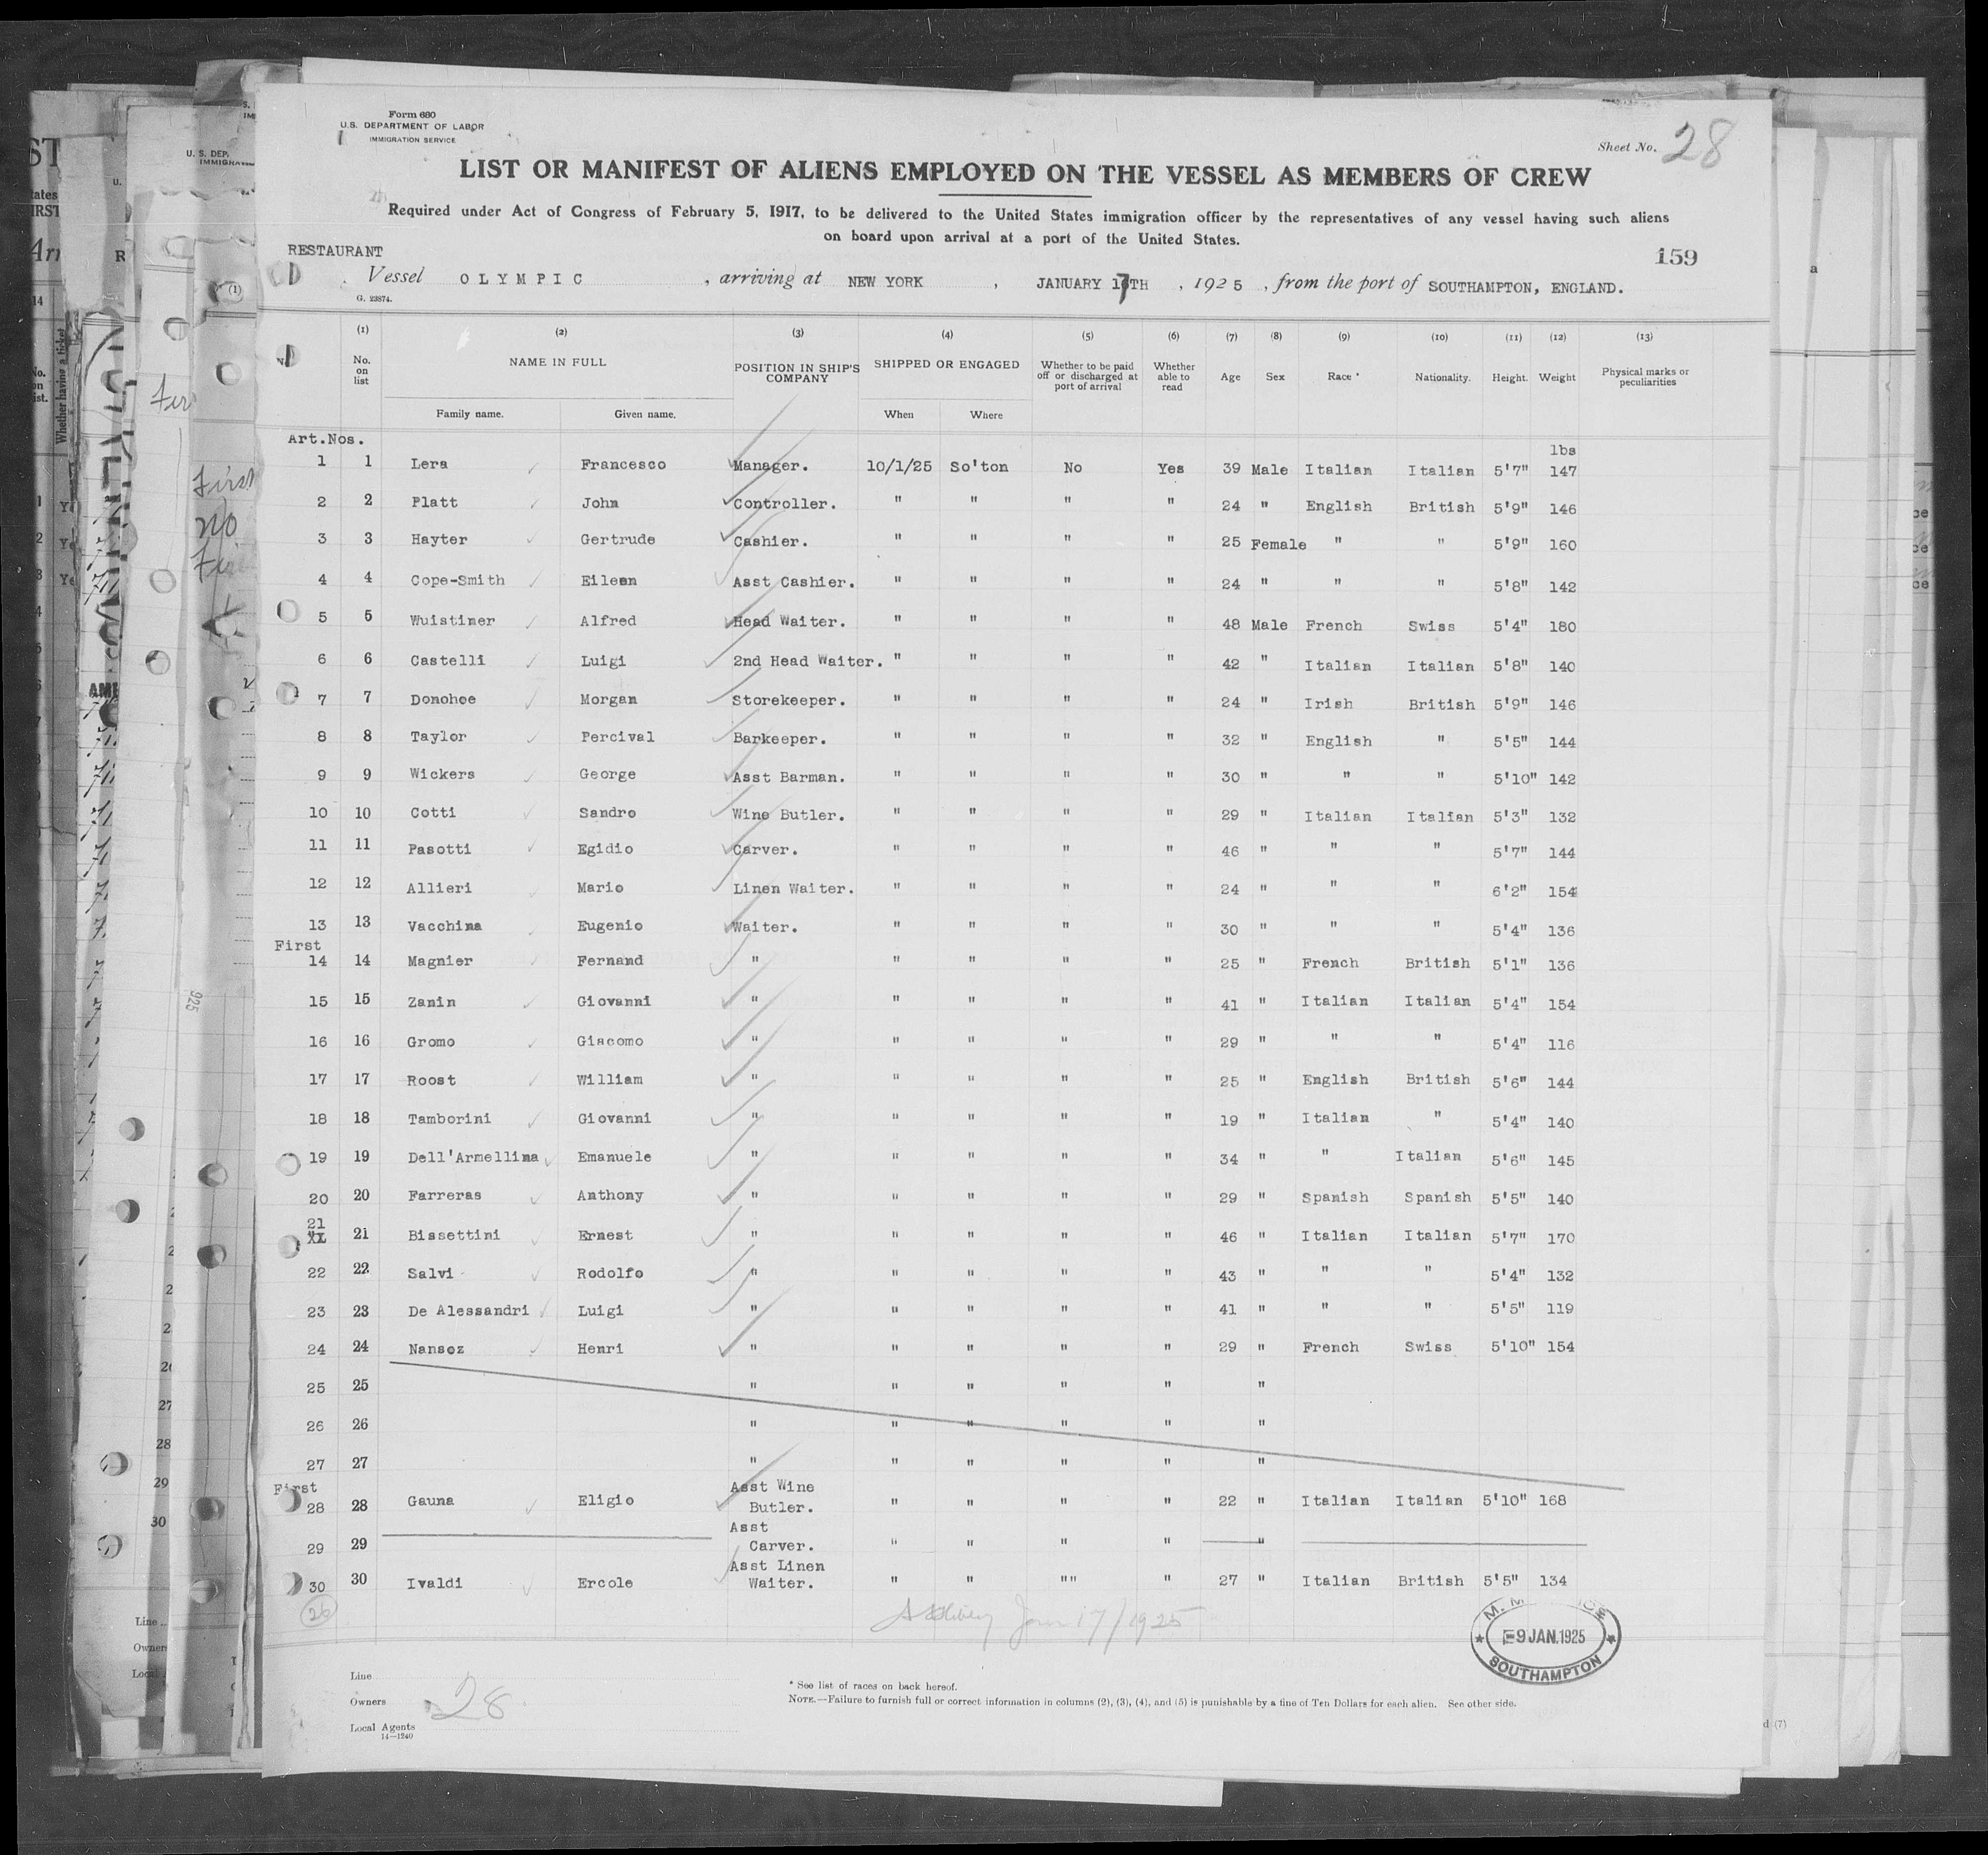 Form 680
U.S. DEPARTMENT OF LABOR
IMMIGRATION SERVICE
Sheet No. 28
LIST OR MANIFEST OF ALIENS EMPLOYED ON THE VESSEL AS MEMBERS OF CREW
Required under Act of Congress of February 5, 1917, to be delivered to the United States immigration officer by the representatives of any vessel having such aliens
on board upon arrival at a port of the United States.
RESTAURANT
159
Vessel OLYMPIC, arriving at NEW YORK, JANUARY 17TH, 1925, from the port of SOUTHAMPTON, ENGLAND.
G. 23874.
(1) (2) (3) (4) (5) (6) (7) (8) (9) (10) (11) (12) (13)
No. on list NAME IN FULL POSITION IN SHIP'S COMPANY SHIPPED OR ENGAGED Whether to be paid off or discharged at port of arrival Whether able to read Age Sex Race * Nationality. Height. Weight Physical marks or peculiarities
Family name. Given name. When Where
Art.Nos. lbs
1 1 Lera Francesco Manager. 10/1/25 So'ton No Yes 39 Male Italian Italian 5'7" 147
2 2 Platt John Controller. " " " " 24 " English British 5'9" 146
3 3 Hayter Gertrude Cashier. " " " " 25 Female " " 5'9" 160
4 4 Cope-Smith Eileen Asst Cashier. " " " " 24 " " " 5'8" 142
5 5 Wuistiner Alfred Head Waiter. " " " " 48 Male French Swiss 5'4" 180
6 6 Castelli Luigi 2nd Head Waiter. " " " " 42 " Italian Italian 5'8" 140
7 7 Donohoe Morgan Storekeeper. " " " " 24 " Irish British 5'9" 146
8 8 Taylor Percival Barkeeper. " " " " 32 " English " 5'5" 144
9 9 Wickers George Asst Barman. " " " " 30 " " " 5'10" 142
10 10 Cotti Sandro Wine Butler. " " " " 29 " Italian Italian 5'3" 132
11 11 Pasotti Egidio Carver. " " " " 46 " " " 5'7" 144
12 12 Allieri Mario Linen Waiter. " " " " 24 " " " 6'2" 154
13 13 Vacchina Eugenio Waiter. " " " " 30 " " " 5'4" 136
First
14 14 Magnier Fernand " " " " " 25 " French British 5'1" 136
15 15 Zanin Giovanni " " " " " 41 " Italian Italian 5'4" 154
16 16 Gromo Giacomo " " " " " 29 " " " 5'4" 116
17 17 Roost William " " " " " 25 " English British 5'6" 144
18 18 Tamborini Giovanni " " " " " 19 " Italian " 5'4" 140
19 19 Dell'Armellina Emanuele " " " " " 34 " " Italian 5'6" 145
20 20 Farreras Anthony " " " " " 29 " Spanish Spanish 5'5" 140
21 21 Bissettini Ernest " " " " " 46 " Italian Italian 5'7" 170
22 22 Salvi Rodolfo " " " " " 43 " " " 5'4" 132
23 23 De Alessandri Luigi " " " " " 41 " " " 5'5" 119
24 24 Nansoz Henri " " " " " 29 " French Swiss 5'10" 154
25 25 " " " " " "
26 26 " " " " " "
27 27 " " " " " "
First
28 28 Gauna Eligio Asst Wine Butler. " " " " 22 " Italian Italian 5'10" 168
29 29 Asst Carver. " " " " "
30 30 Ivaldi Ercole Asst Linen Waiter. " " "" " 27 " Italian British 5'5" 134
26
Jan 17/1925
9 JAN.1925
SOUTHAMPTON
Line
Owners
28
Local Agents
14—1240
* See list of races on back hereof.
NOTE.—Failure to furnish full or correct information in columns (2), (3), (4), and (5) is punishable by a fine of Ten Dollars for each alien. See other side.